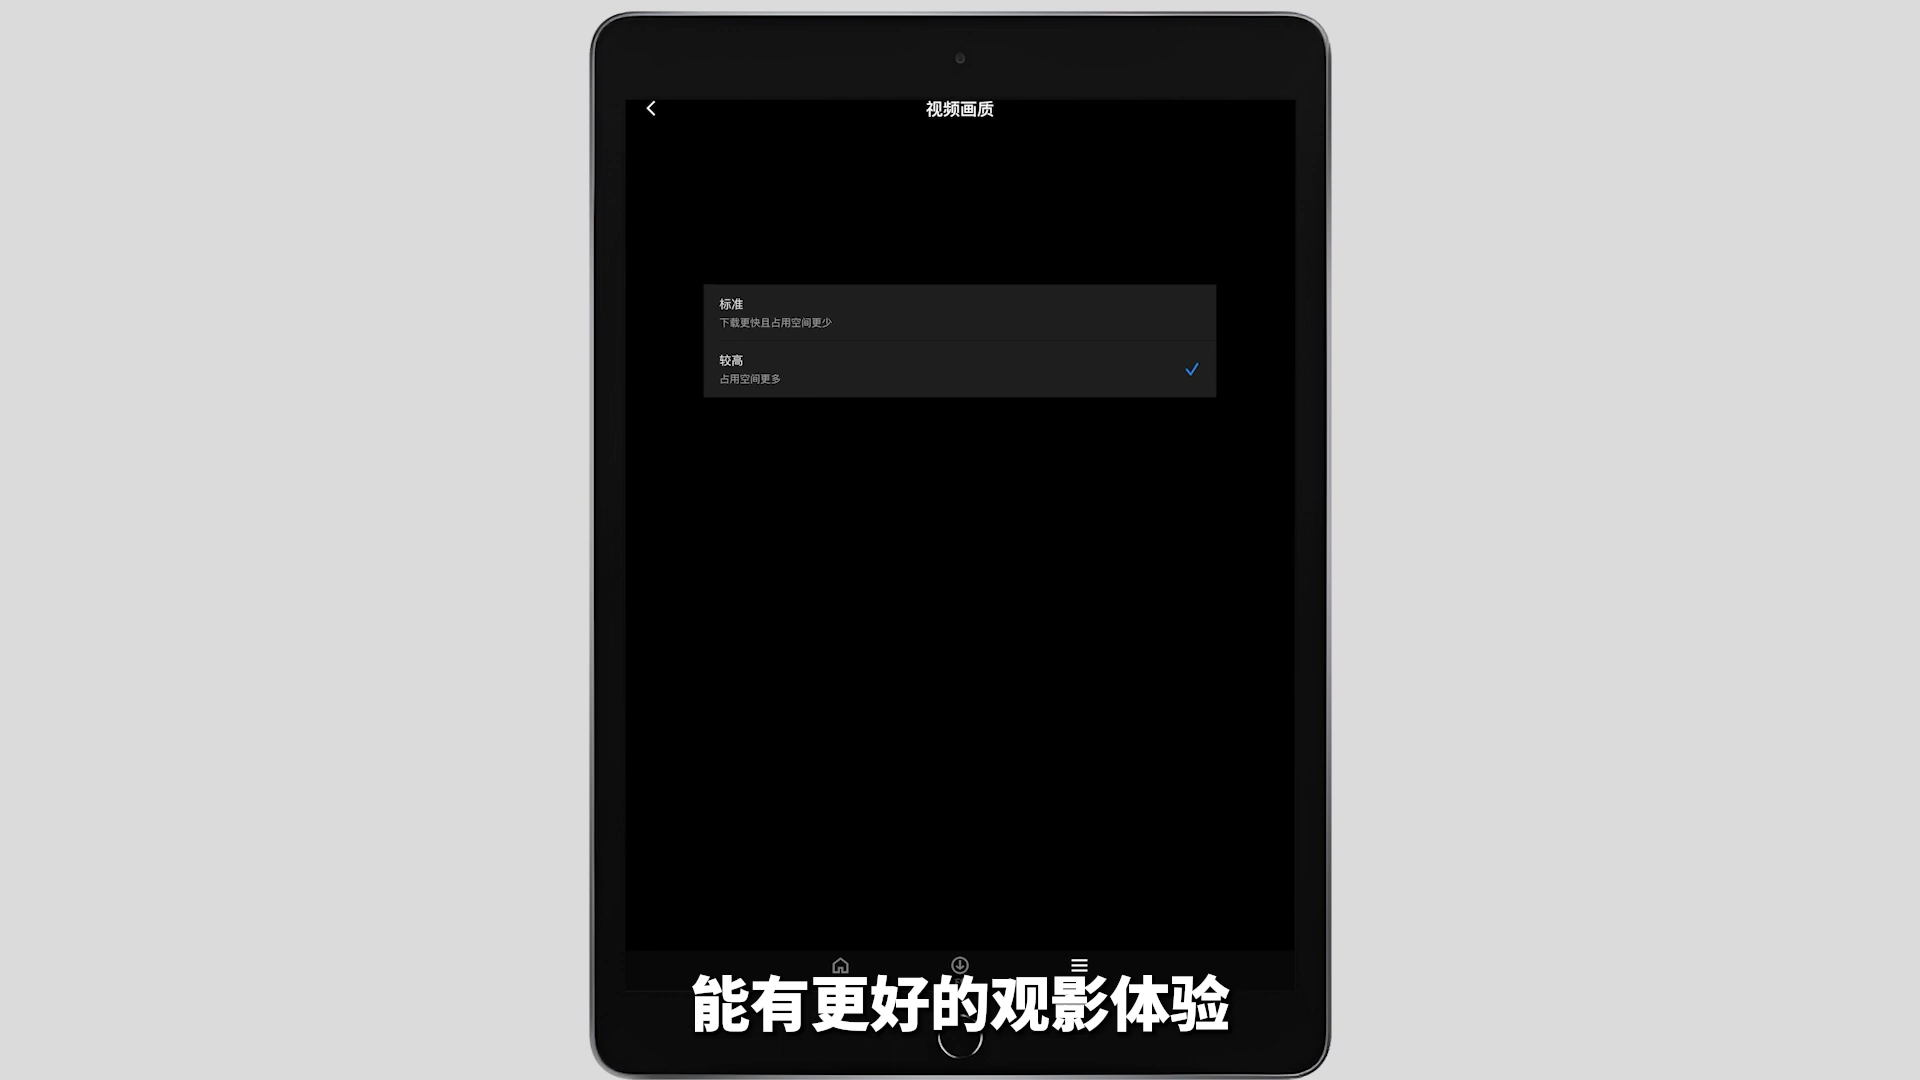 视频画质
标准
下载更快且占用空间更少
较高
占用空间更多
能有更好的观影体验